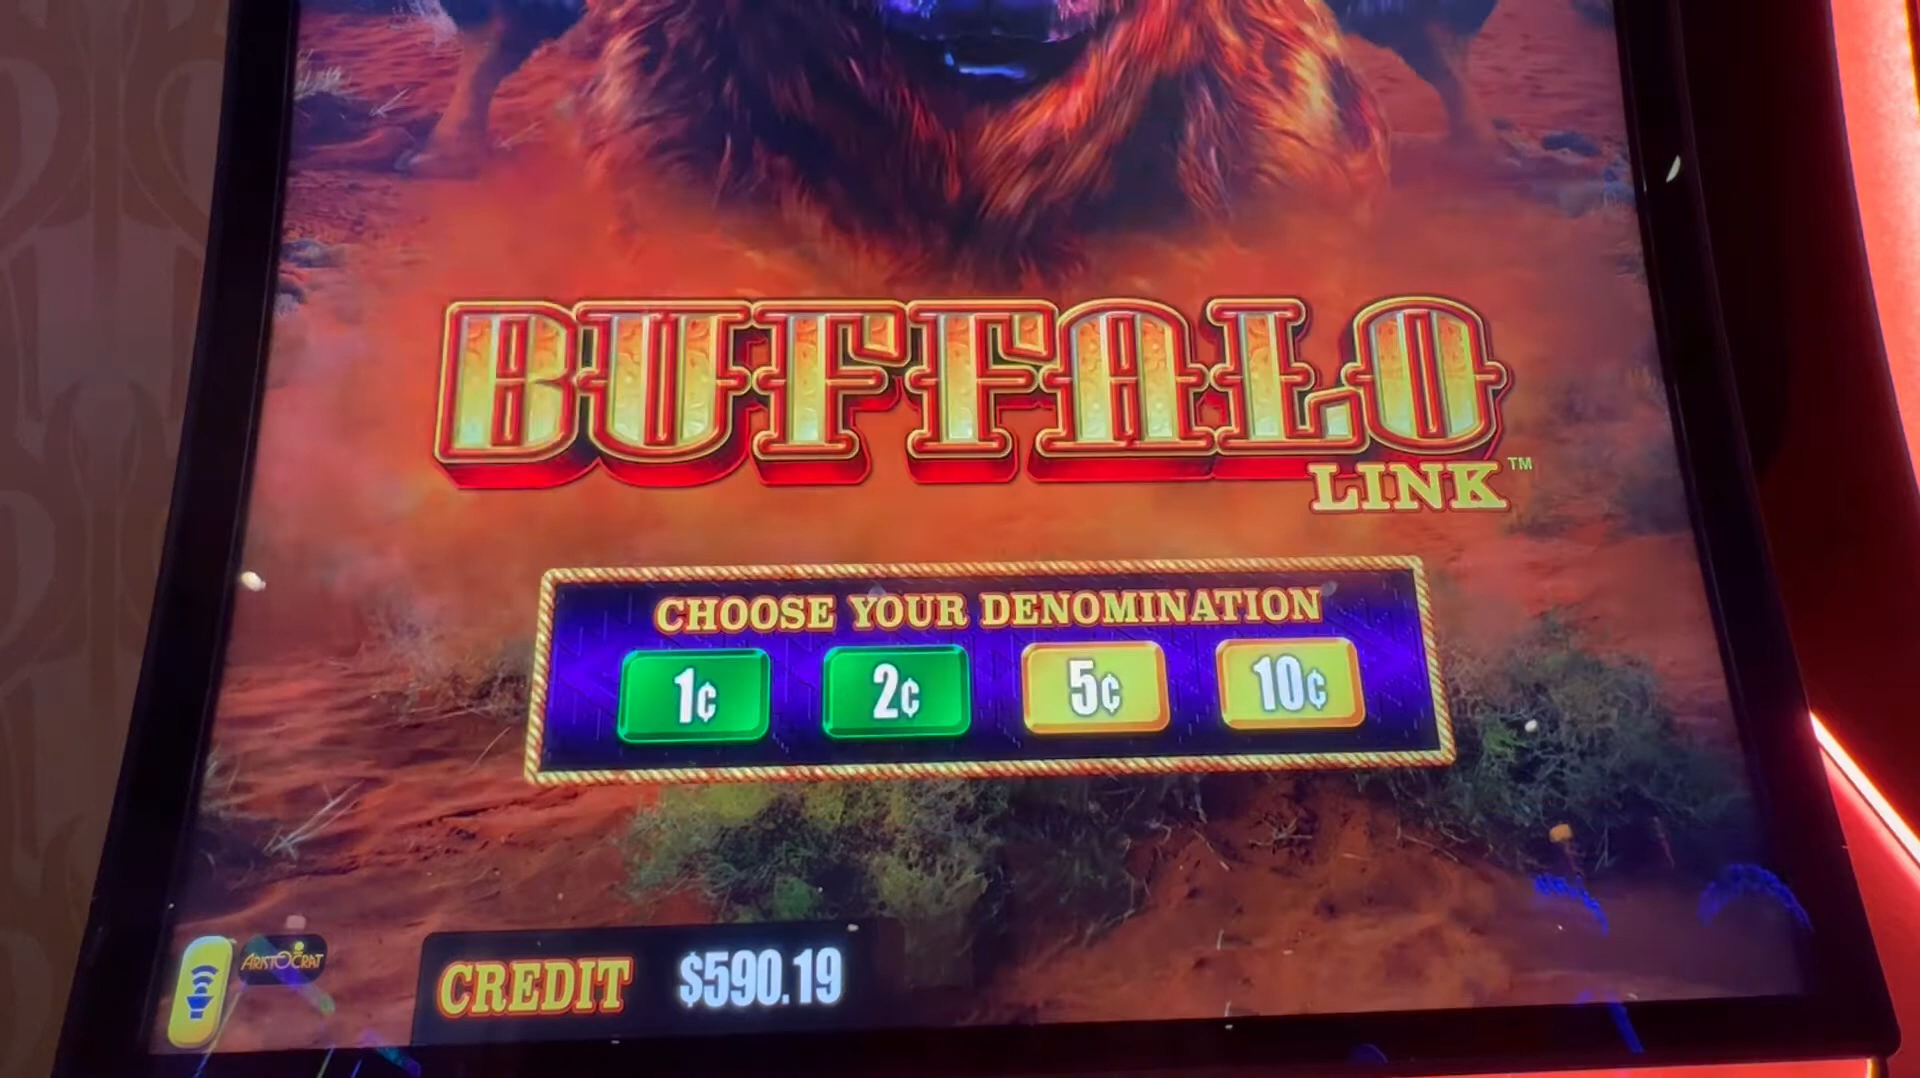 BUFFALO
LINK™
CHOOSE YOUR DENOMINATION
1¢ 2¢ 5¢ 10¢
ARISTOCRAT
CREDIT $590.19